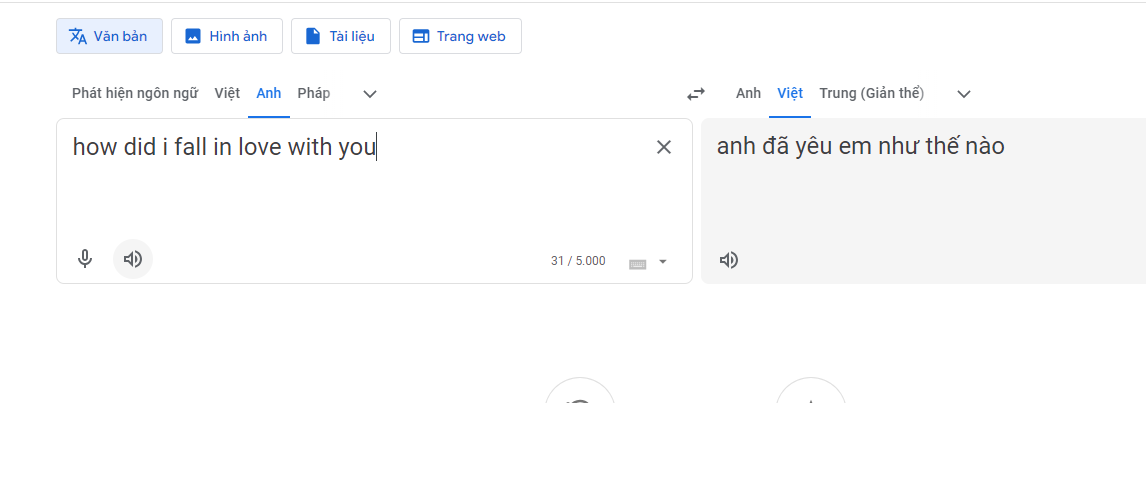 Văn bản Hình ảnh Tài liệu Trang web
Phát hiện ngôn ngữ Việt Anh Pháp Anh Việt Trung (Giản thể)
how did i fall in love with you
anh đã yêu em như thế nào
31 / 5.000